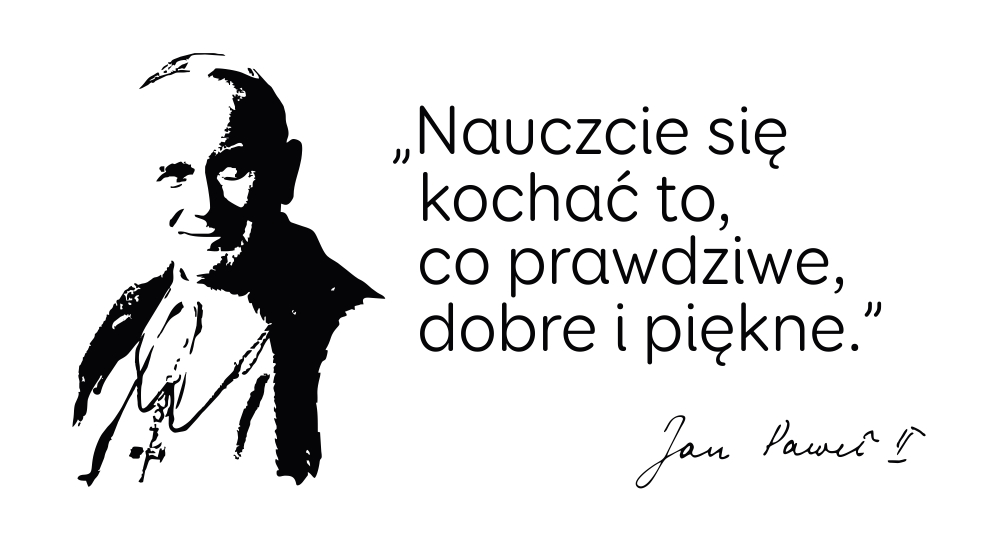 „Nauczcie się
kochać to,
co prawdziwe,
dobre i piękne.”
Jan Paweł II